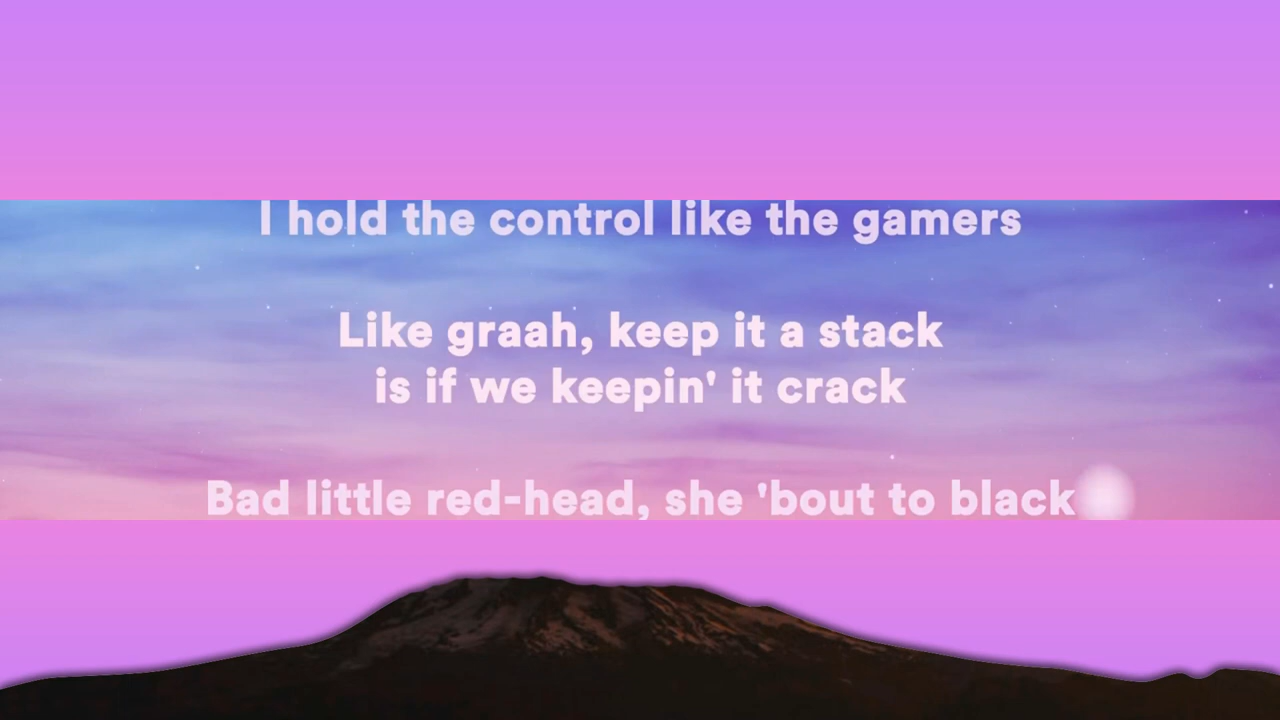 I hold the control like the gamers
Like graah, keep it a stack
is if we keepin' it crack
Bad little red-head, she 'bout to black